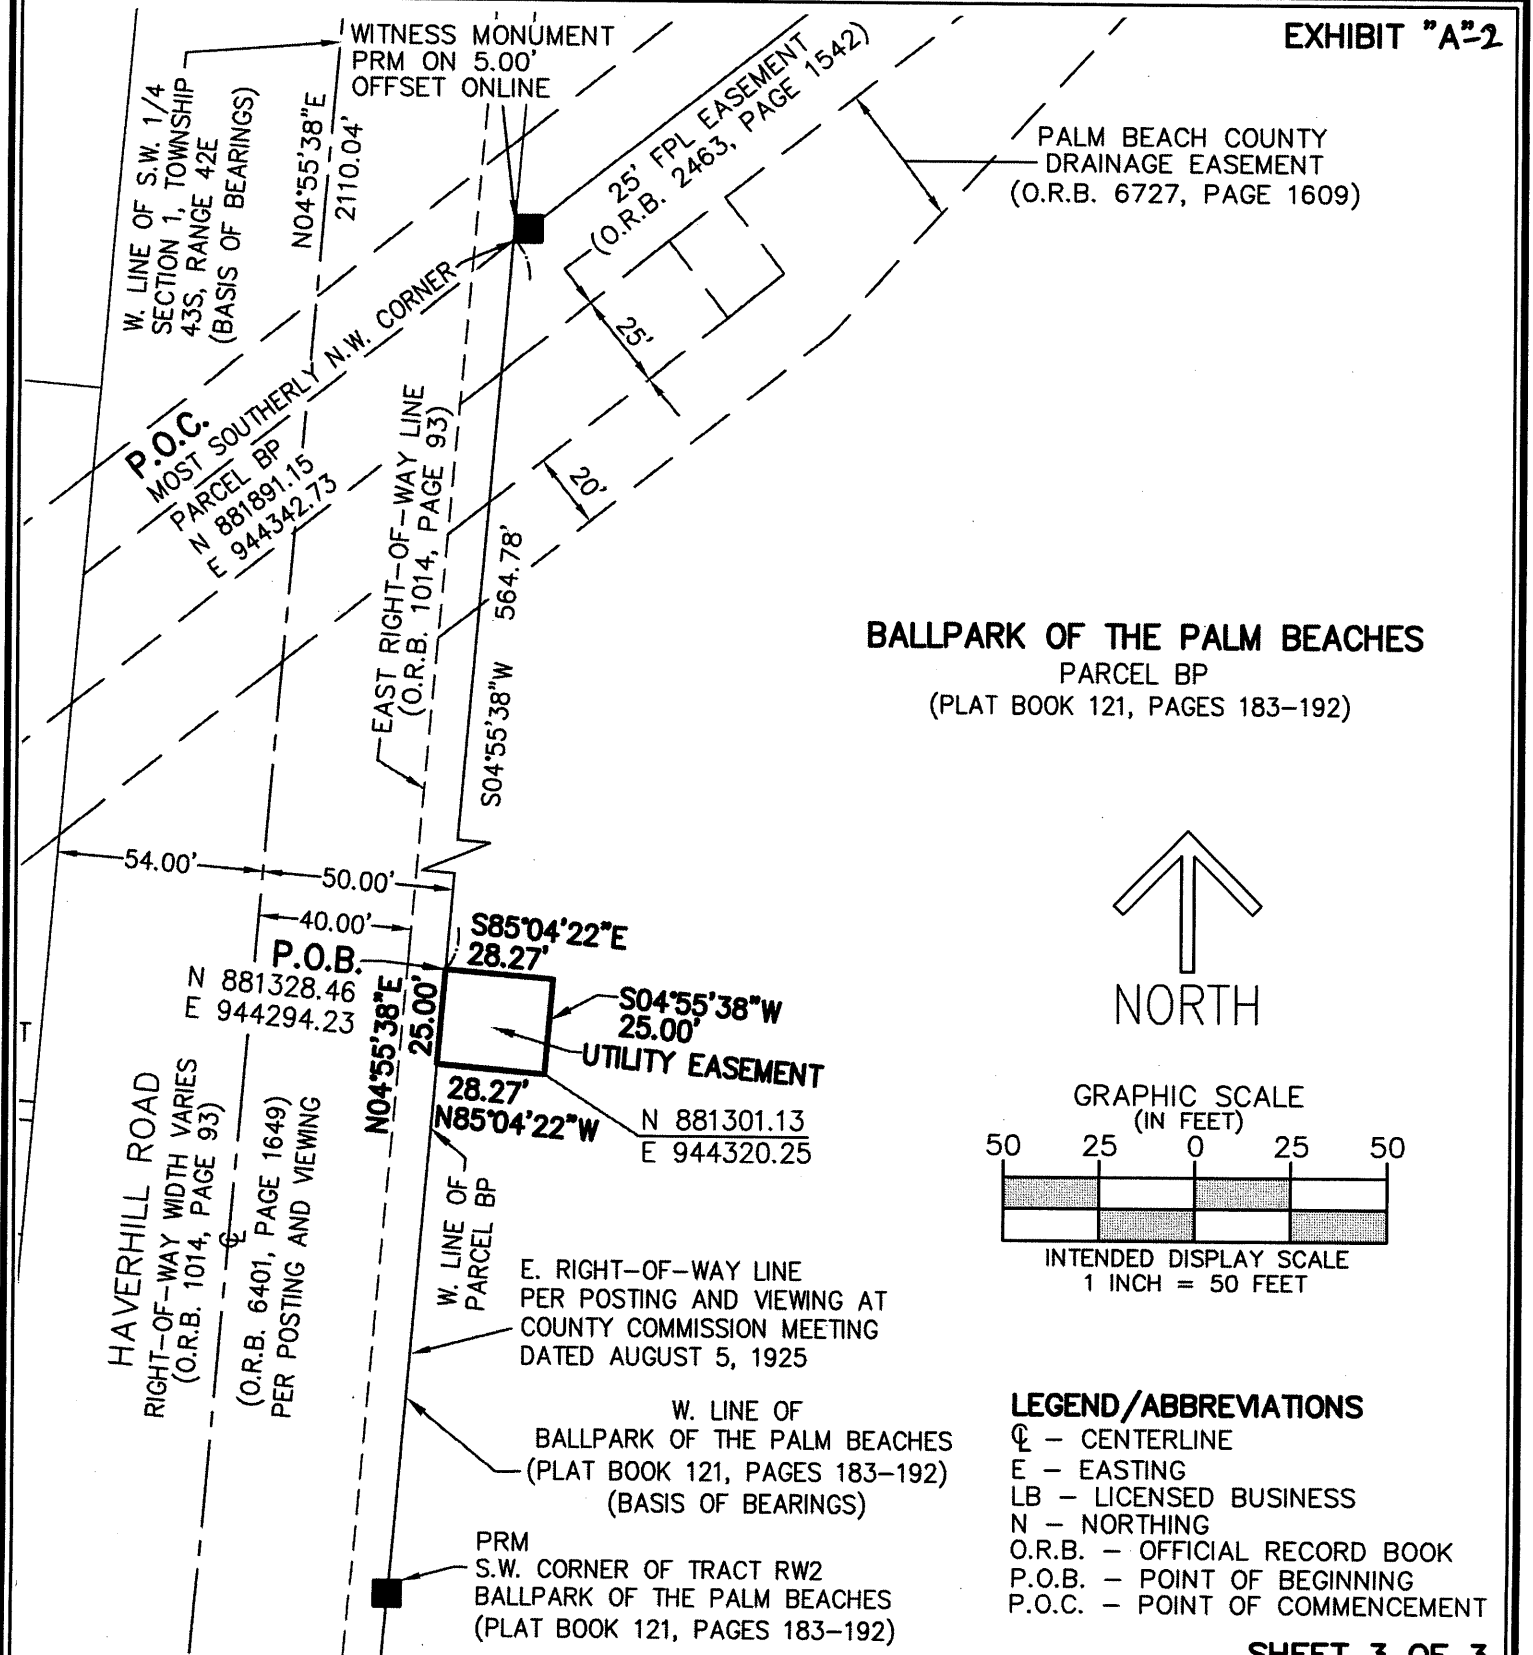 EXHIBIT "A"-2
WITNESS MONUMENT
PRM ON 5.00'
OFFSET ONLINE
W. LINE OF S.W. 1/4
SECTION 1, TOWNSHIP
43S, RANGE 42E
(BASIS OF BEARINGS)
N04°55'38"E
2110.04'
25' FPL EASEMENT
(O.R.B. 2463, PAGE 1542)
PALM BEACH COUNTY
DRAINAGE EASEMENT
(O.R.B. 6727, PAGE 1609)
P.O.C.
MOST SOUTHERLY N.W. CORNER
PARCEL BP
N 881891.15
E 944342.73
25'
20'
EAST RIGHT-OF-WAY LINE
(O.R.B. 1014, PAGE 93)
S04°55'38"W 564.78'
BALLPARK OF THE PALM BEACHES
PARCEL BP
(PLAT BOOK 121, PAGES 183-192)
54.00'
50.00'
40.00'
P.O.B.
N 881328.46
E 944294.23
S85°04'22"E
28.27'
N04°55'38"E
25.00'
S04°55'38"W
25.00'
UTILITY EASEMENT
28.27'
N85°04'22"W
N 881301.13
E 944320.25
NORTH
GRAPHIC SCALE
(IN FEET)
50 25 0 25 50
INTENDED DISPLAY SCALE
1 INCH = 50 FEET
T
HAVERHILL ROAD
RIGHT-OF-WAY WIDTH VARIES
(O.R.B. 1014, PAGE 93)
℄
(O.R.B. 6401, PAGE 1649)
PER POSTING AND VIEWING
W. LINE OF
PARCEL BP
E. RIGHT-OF-WAY LINE
PER POSTING AND VIEWING AT
COUNTY COMMISSION MEETING
DATED AUGUST 5, 1925
W. LINE OF
BALLPARK OF THE PALM BEACHES
(PLAT BOOK 121, PAGES 183-192)
(BASIS OF BEARINGS)
PRM
S.W. CORNER OF TRACT RW2
BALLPARK OF THE PALM BEACHES
(PLAT BOOK 121, PAGES 183-192)
LEGEND/ABBREVIATIONS
℄ - CENTERLINE
E - EASTING
LB - LICENSED BUSINESS
N - NORTHING
O.R.B. - OFFICIAL RECORD BOOK
P.O.B. - POINT OF BEGINNING
P.O.C. - POINT OF COMMENCEMENT
SHEET 3 OF 3